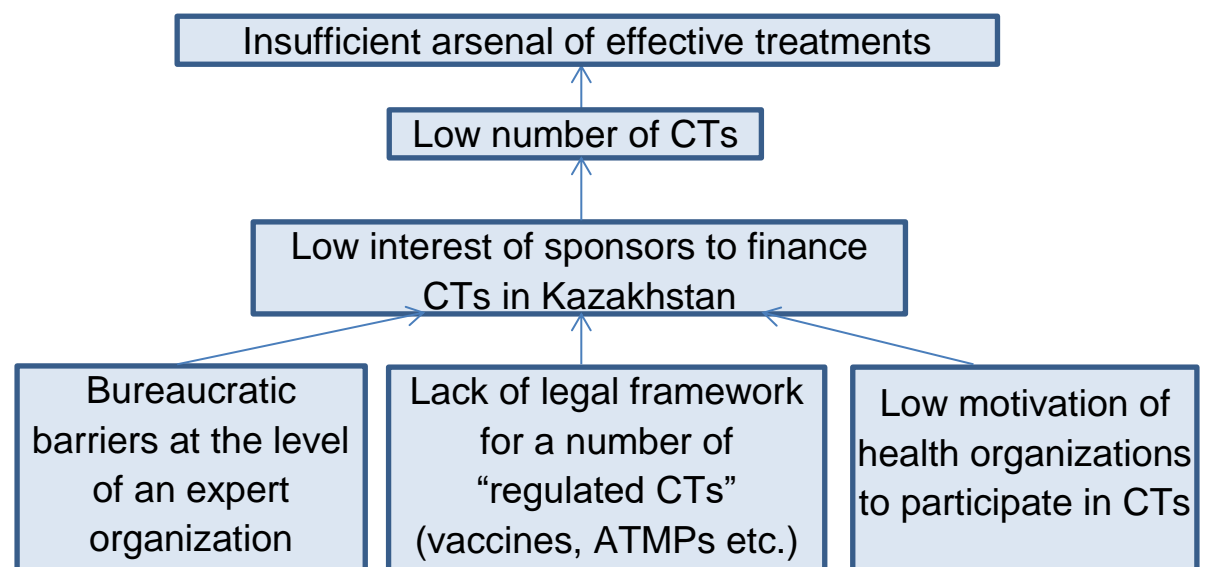 Insufficient arsenal of effective treatments
Low number of CTs
Low interest of sponsors to finance
CTs in Kazakhstan
Bureaucratic
barriers at the level
of an expert
organization
Lack of legal framework
for a number of
“regulated CTs”
(vaccines, ATMPs etc.)
Low motivation of
health organizations
to participate in CTs